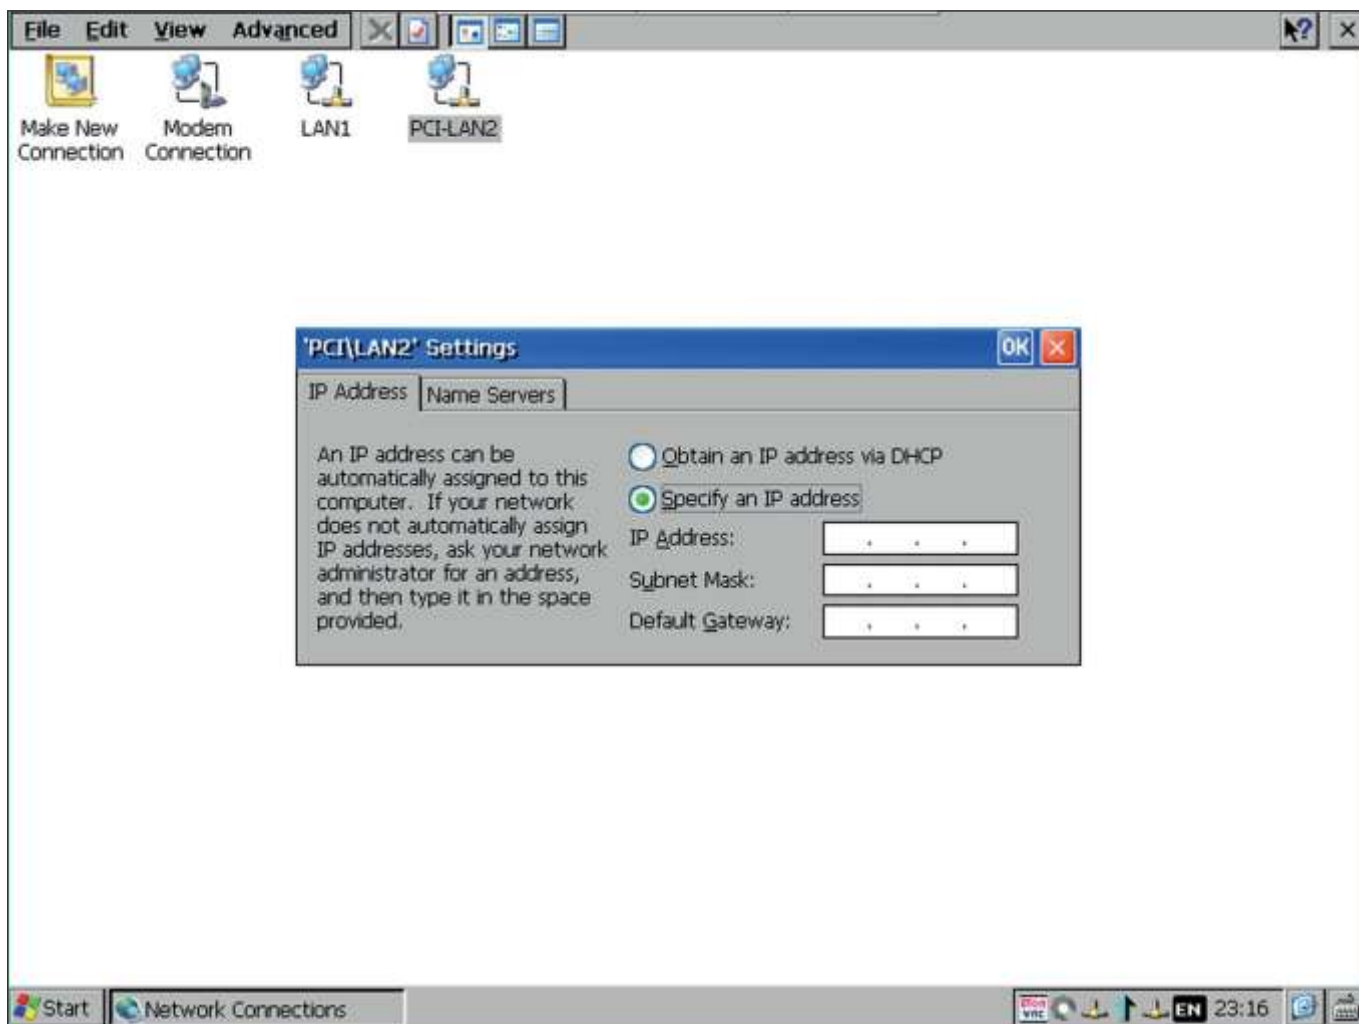 File Edit View Advanced
?
Make New
Connection
Modem
Connection
LAN1
PCI-LAN2
'PCI\LAN2' Settings
OK
IP Address
Name Servers
An IP address can be
automatically assigned to this
computer. If your network
does not automatically assign
IP addresses, ask your network
administrator for an address,
and then type it in the space
provided.
Obtain an IP address via DHCP
Specify an IP address
IP Address: . . .
Subnet Mask: . . .
Default Gateway: . . .
Start
Network Connections
vnc
EN
23:16